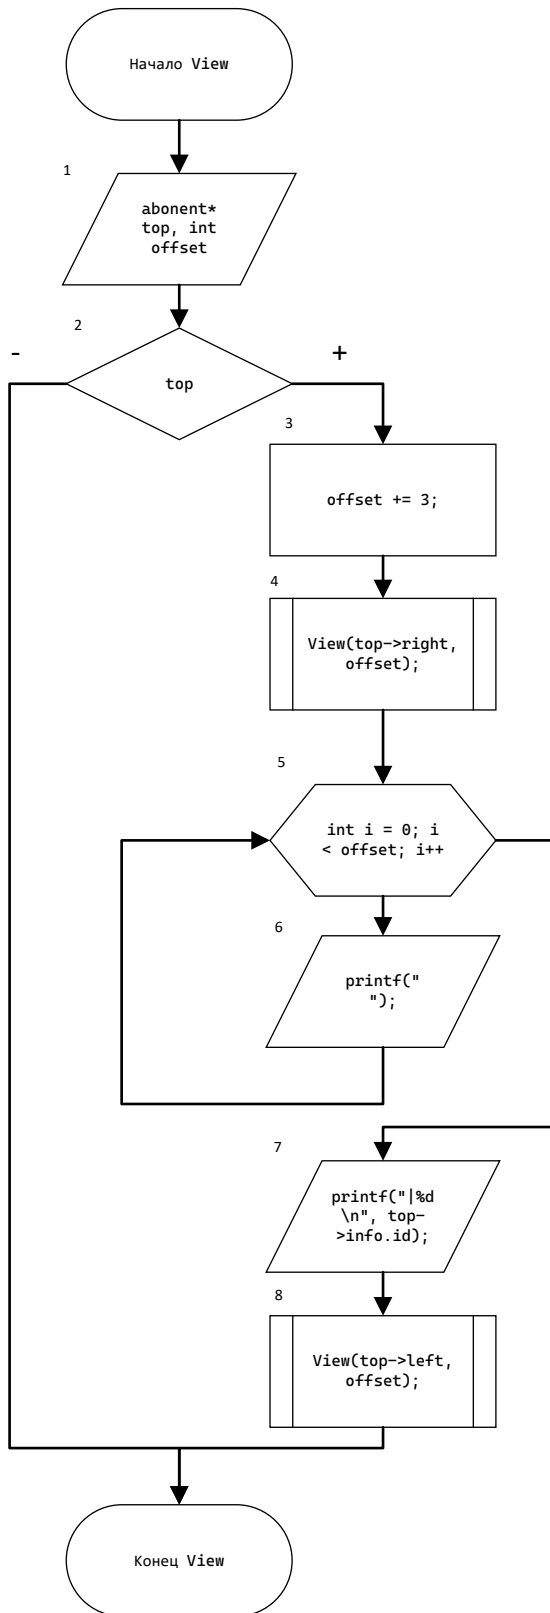 Начало View
1
abonent*
top, int
offset
2
-
+
top
3
offset += 3;
4
View(top->right,
offset);
5
int i = 0; i
< offset; i++
6
printf("
");
7
printf("|%d
\n", top-
>info.id);
8
View(top->left,
offset);
Конец View